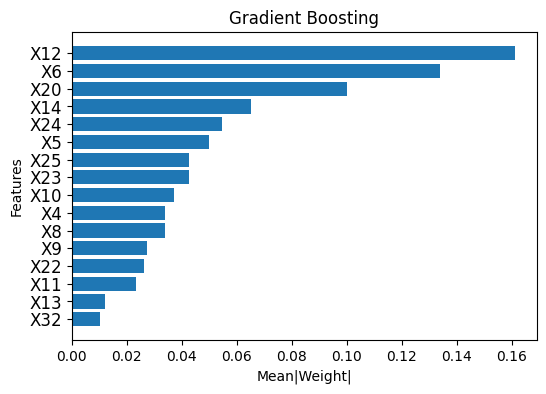 Gradient Boosting
X12
X6
X20
X14
X24
X5
X25
X23
X10
X4
X8
X9
X22
X11
X13
X32
Features
0.00 0.02 0.04 0.06 0.08 0.10 0.12 0.14 0.16
Mean|Weight|